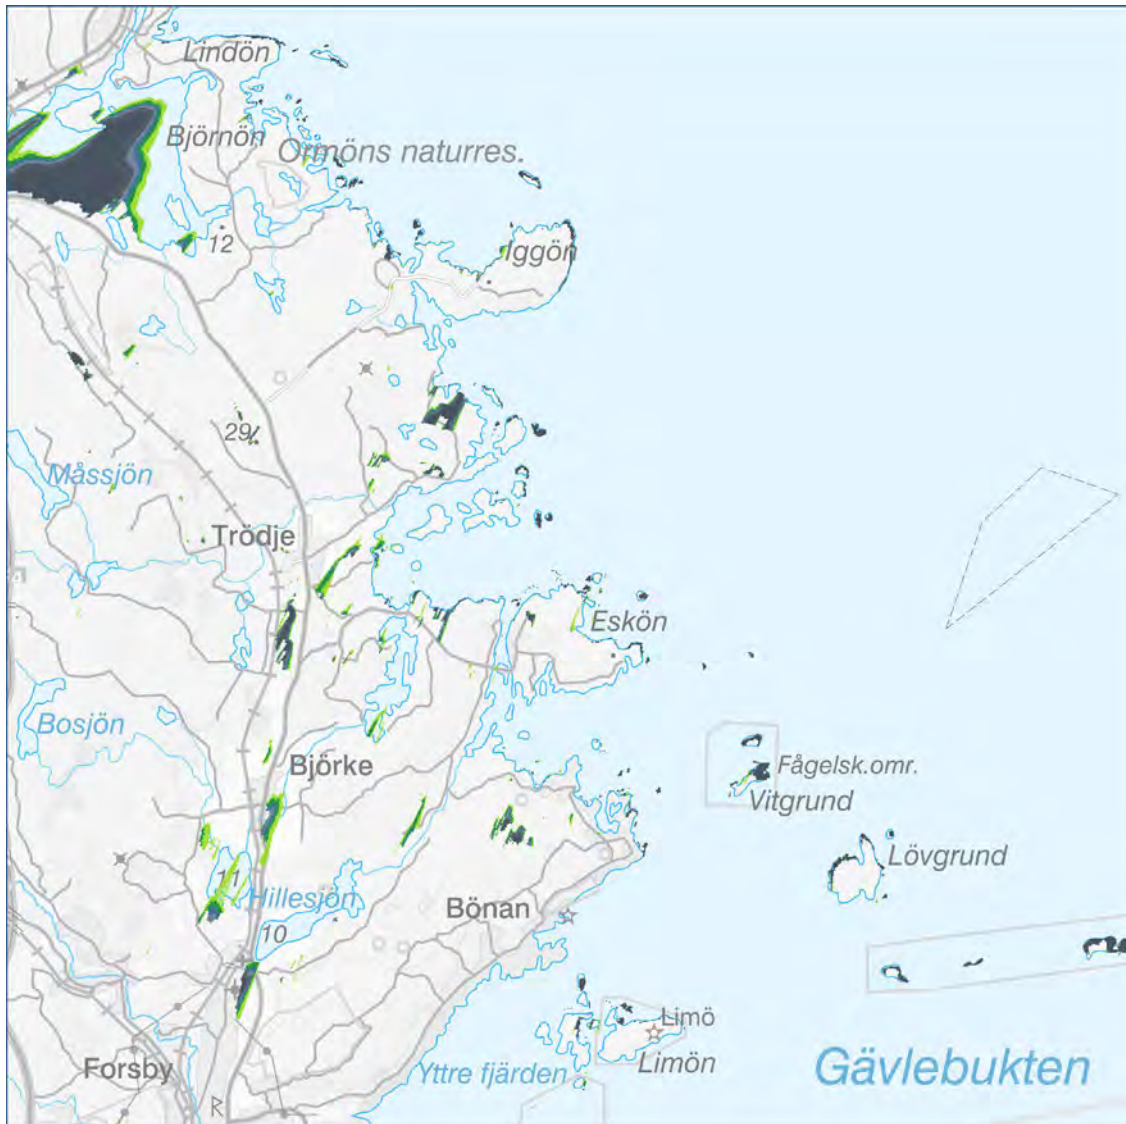 Lindön
Björnön
Ormöns naturres.
12
Iggön
29
Måssjön
Trödje
Eskön
Bosjön
Björke
Fågelsk.omr.
Vitgrund
Lövgrund
11
Hillesjön
Bönan
10
Limö
Limön
Forsby
Yttre fjärden
Gävlebukten
R